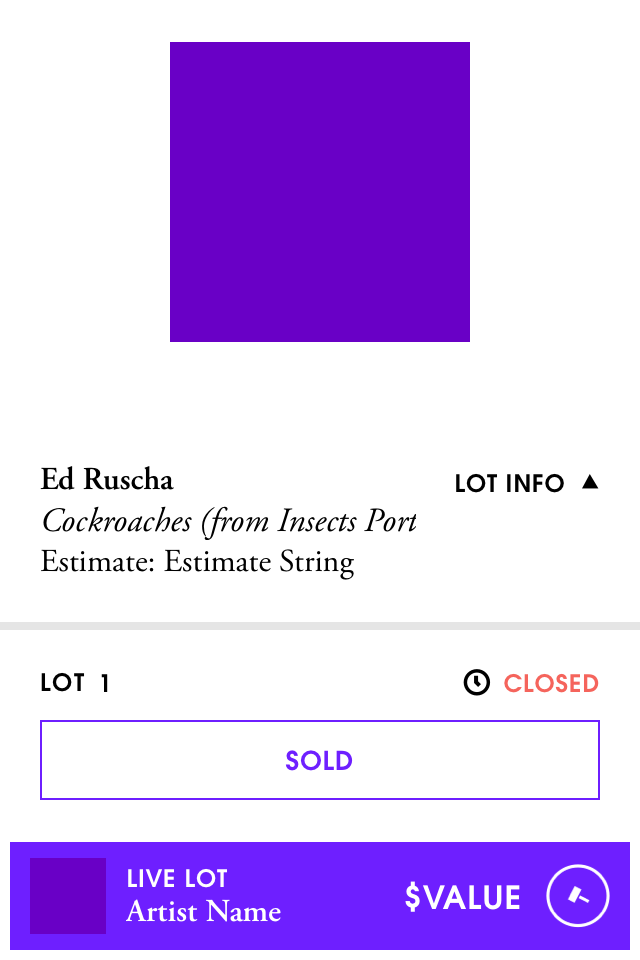 Ed Ruscha
LOT INFO ▲
Cockroaches (from Insects Port
Estimate: Estimate String
LOT 1
CLOSED
SOLD
LIVE LOT
Artist Name
$VALUE